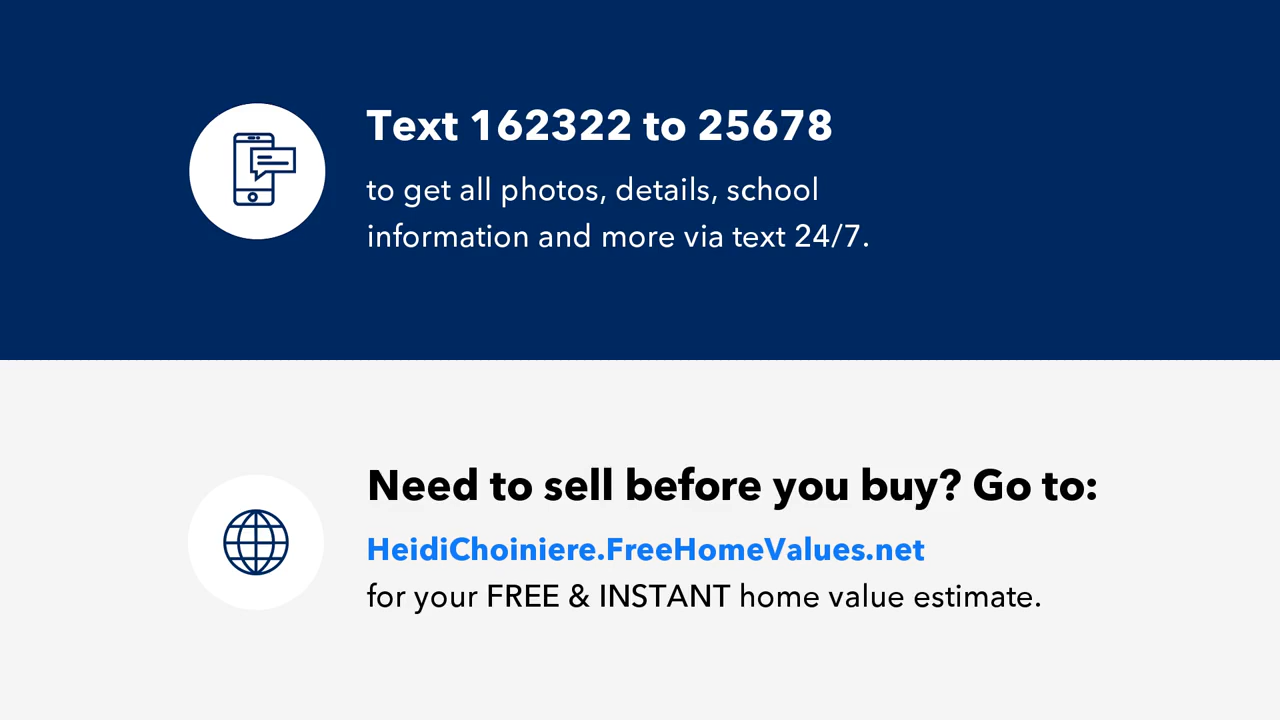 Text 162322 to 25678
to get all photos, details, school
information and more via text 24/7.
Need to sell before you buy? Go to:
HeidiChoiniere.FreeHomeValues.net
for your FREE & INSTANT home value estimate.